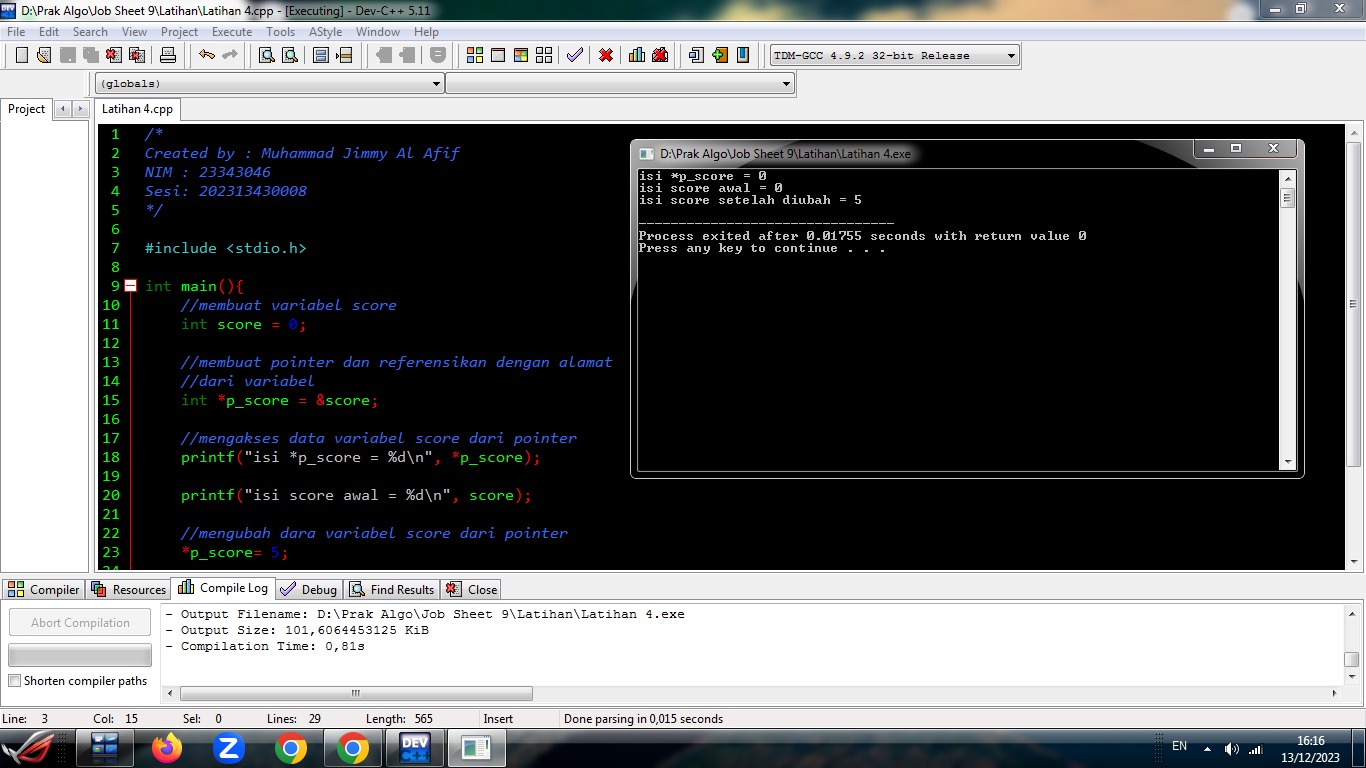 D:\Prak Algo\Job Sheet 9\Latihan\Latihan 4.cpp - [Executing] - Dev-C++ 5.11
File Edit Search View Project Execute Tools AStyle Window Help
TDM-GCC 4.9.2 32-bit Release
(globals)
Project
Latihan 4.cpp
1 /*
2 Created by : Muhammad Jimmy Al Afif
3 NIM : 23343046
4 Sesi: 202313430008
5 */
6
7 #include <stdio.h>
8
9 int main(){
10 //membuat variabel score
11 int score = 0;
12
13 //membuat pointer dan referensikan dengan alamat
14 //dari variabel
15 int *p_score = &score;
16
17 //mengakses data variabel score dari pointer
18 printf("isi *p_score = %d\n", *p_score);
19
20 printf("isi score awal = %d\n", score);
21
22 //mengubah dara variabel score dari pointer
23 *p_score= 5;
D:\Prak Algo\Job Sheet 9\Latihan\Latihan 4.exe
isi *p_score = 0
isi score awal = 0
isi score setelah diubah = 5
--------------------------------
Process exited after 0.01755 seconds with return value 0
Press any key to continue . . .
Compiler Resources Compile Log Debug Find Results Close
Abort Compilation
Shorten compiler paths
- Output Filename: D:\Prak Algo\Job Sheet 9\Latihan\Latihan 4.exe
- Output Size: 101,6064453125 KiB
- Compilation Time: 0,81s
Line: 3 Col: 15 Sel: 0 Lines: 29 Length: 565 Insert Done parsing in 0,015 seconds
DEV C++
EN
16:16
13/12/2023